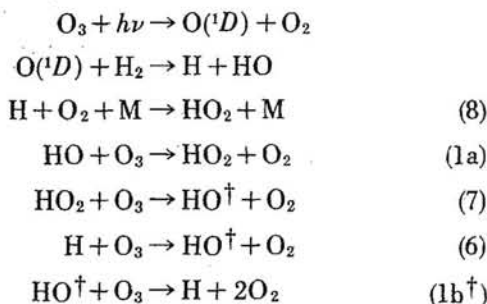 O₃ + hν → O(¹D) + O₂
O(¹D) + H₂ → H + HO
H + O₂ + M → HO₂ + M (8)
HO + O₃ → HO₂ + O₂ (1a)
HO₂ + O₃ → HO† + O₂ (7)
H + O₃ → HO† + O₂ (6)
HO† + O₃ → H + 2O₂ (1b†)